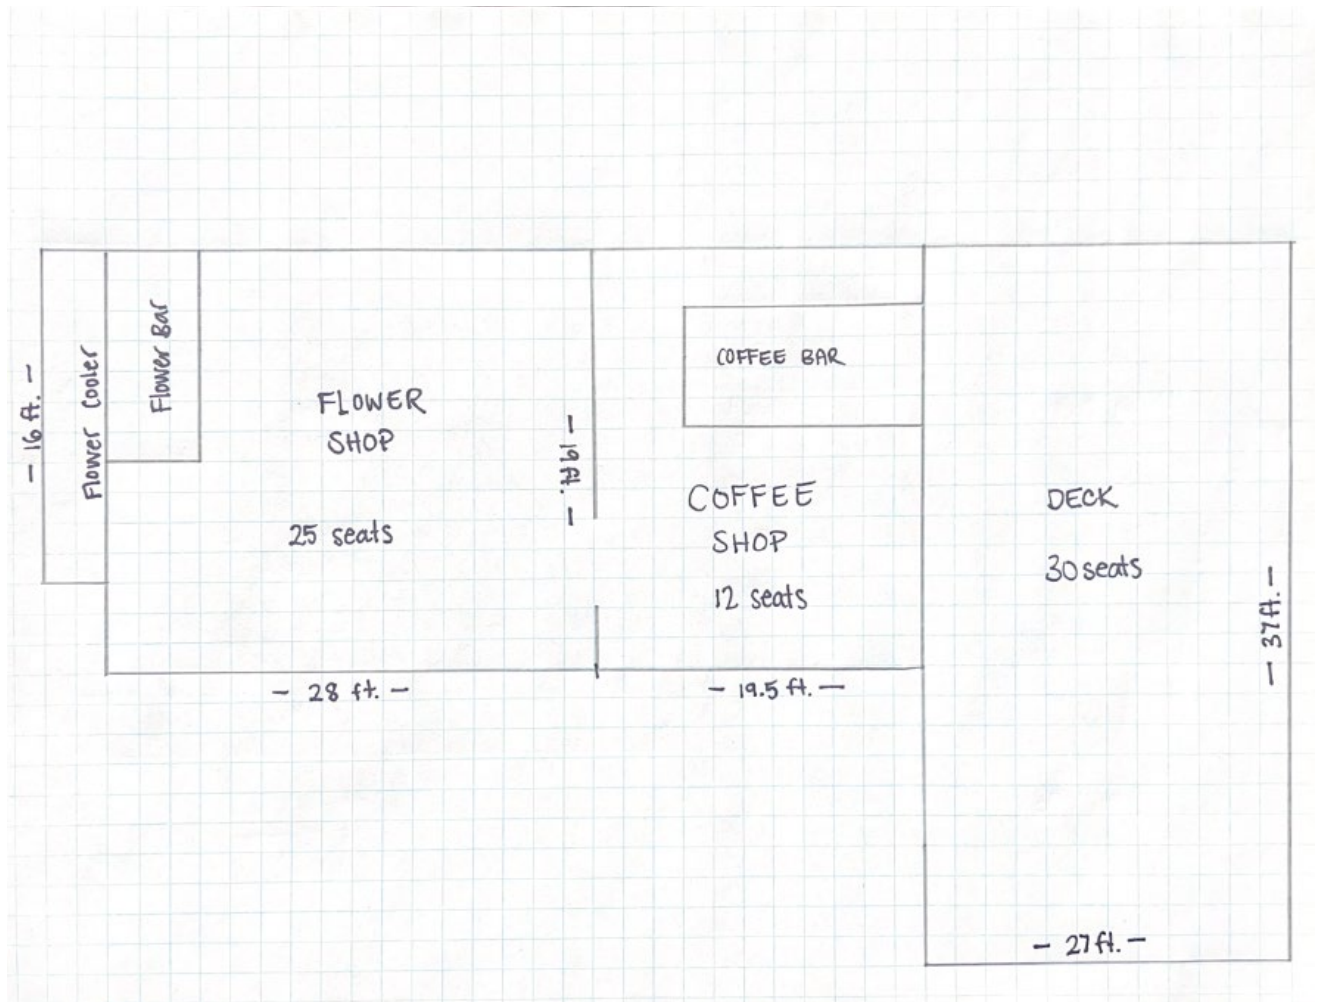 - 16 ft. -
Flower Cooler
Flower Bar
FLOWER
SHOP
25 seats
- 19 ft. -
- 28 ft. -
COFFEE BAR
COFFEE
SHOP
12 seats
- 19.5 ft. -
DECK
30 seats
- 37 ft. -
- 27 ft. -